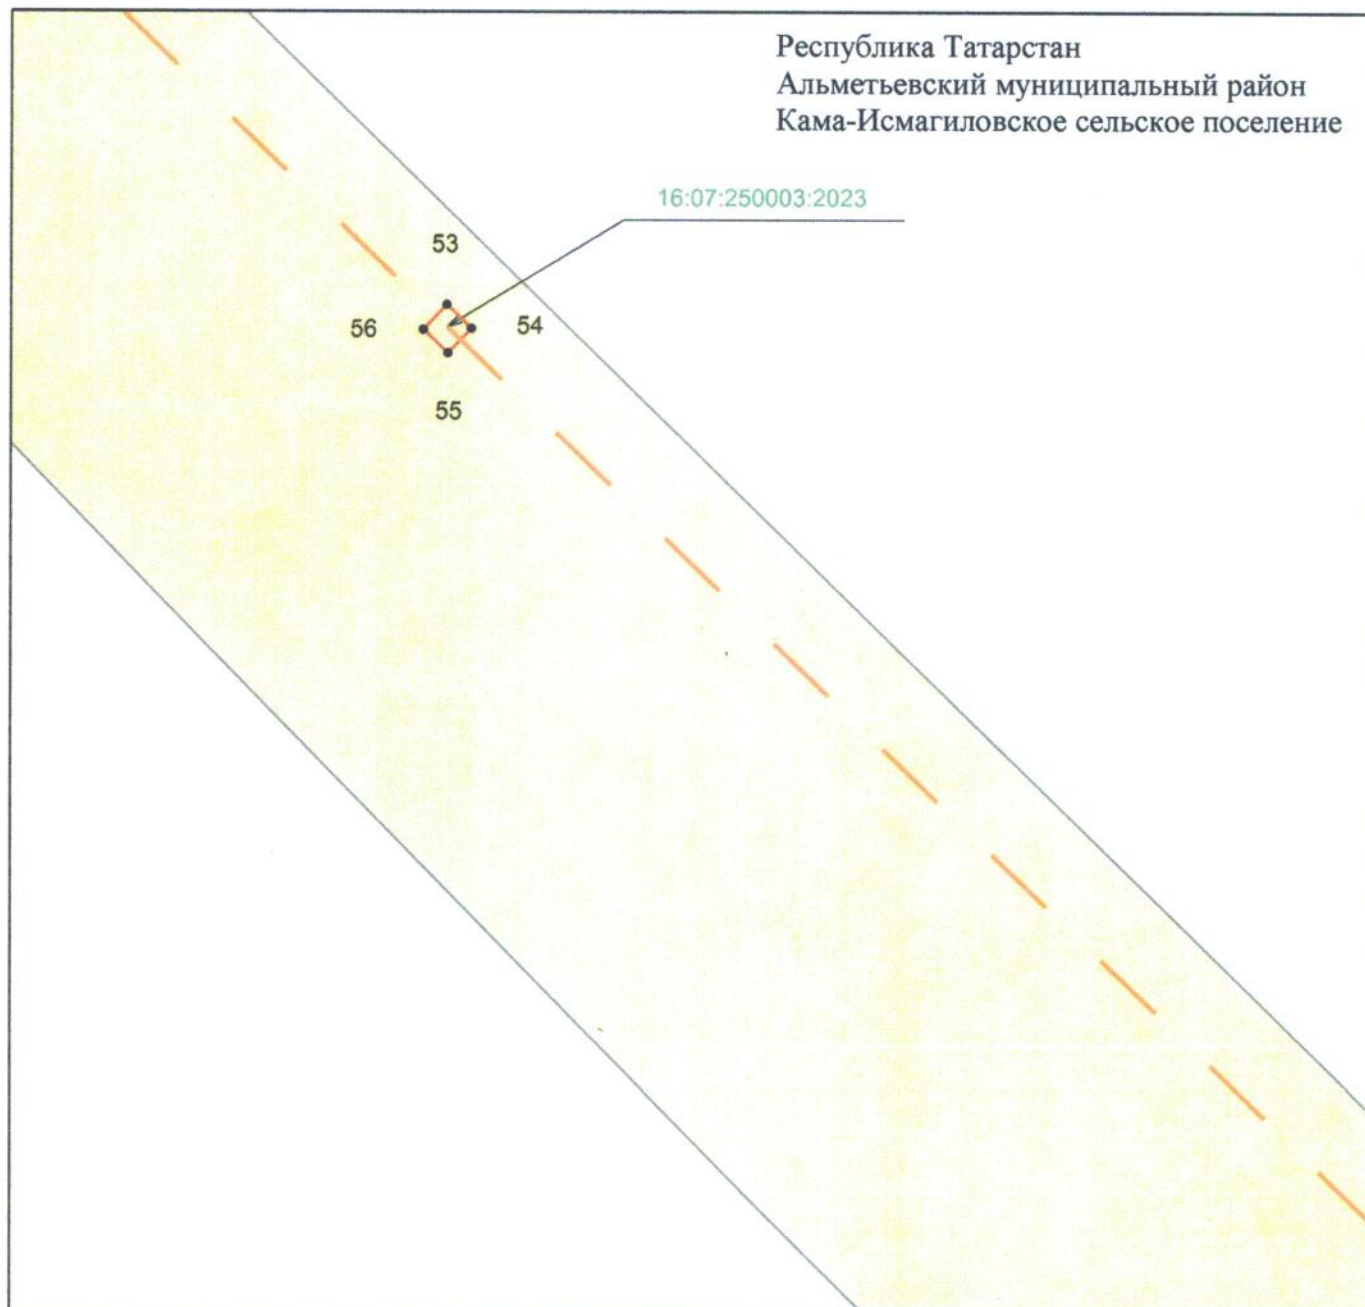 Республика Татарстан
Альметьевский муниципальный район
Кама-Исмагиловское сельское поселение
16:07:250003:2023
53
56
54
55